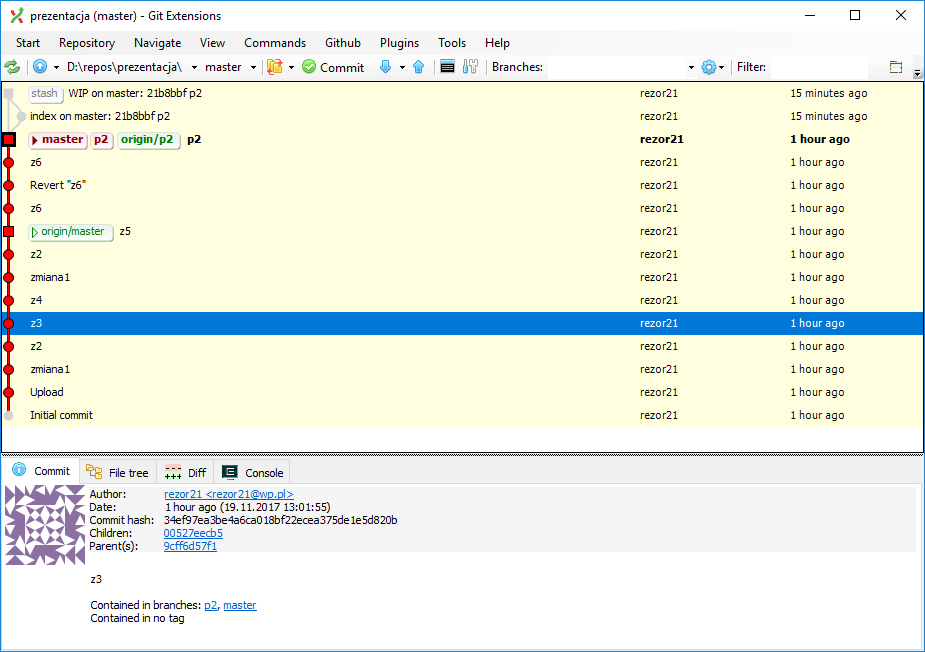 prezentacja (master) - Git Extensions
Start Repository Navigate View Commands Github Plugins Tools Help
D:\repos\prezentacja\ master Commit Branches: Filter:
stash WIP on master: 21b8bbf p2 rezor21 15 minutes ago
index on master: 21b8bbf p2 rezor21 15 minutes ago
master p2 origin/p2 p2 rezor21 1 hour ago
z6 rezor21 1 hour ago
Revert "z6" rezor21 1 hour ago
z6 rezor21 1 hour ago
origin/master z5 rezor21 1 hour ago
z2 rezor21 1 hour ago
zmiana1 rezor21 1 hour ago
z4 rezor21 1 hour ago
z3 rezor21 1 hour ago
z2 rezor21 1 hour ago
zmiana1 rezor21 1 hour ago
Upload rezor21 1 hour ago
Initial commit rezor21 1 hour ago
Commit File tree Diff Console
Author: rezor21 <rezor21@wp.pl>
Date: 1 hour ago (19.11.2017 13:01:55)
Commit hash: 34ef97ea3be4a6ca018bf22ecea375de1e5d820b
Children: 00527eecb5
Parent(s): 9cff6d57f1
z3
Contained in branches: p2, master
Contained in no tag